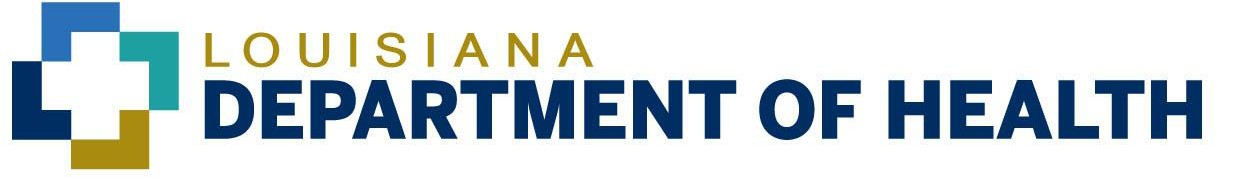 LOUISIANA
DEPARTMENT OF HEALTH